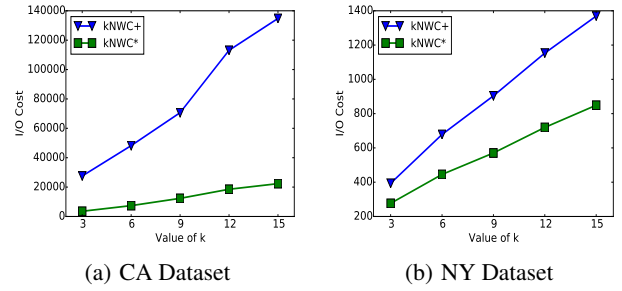 140000
120000
100000
80000
60000
40000
20000
0
I/O Cost
kNWC+
kNWC*
3 6 9 12 15
Value of k
(a) CA Dataset
1400
1200
1000
800
600
400
200
I/O Cost
kNWC+
kNWC*
3 6 9 12 15
Value of k
(b) NY Dataset